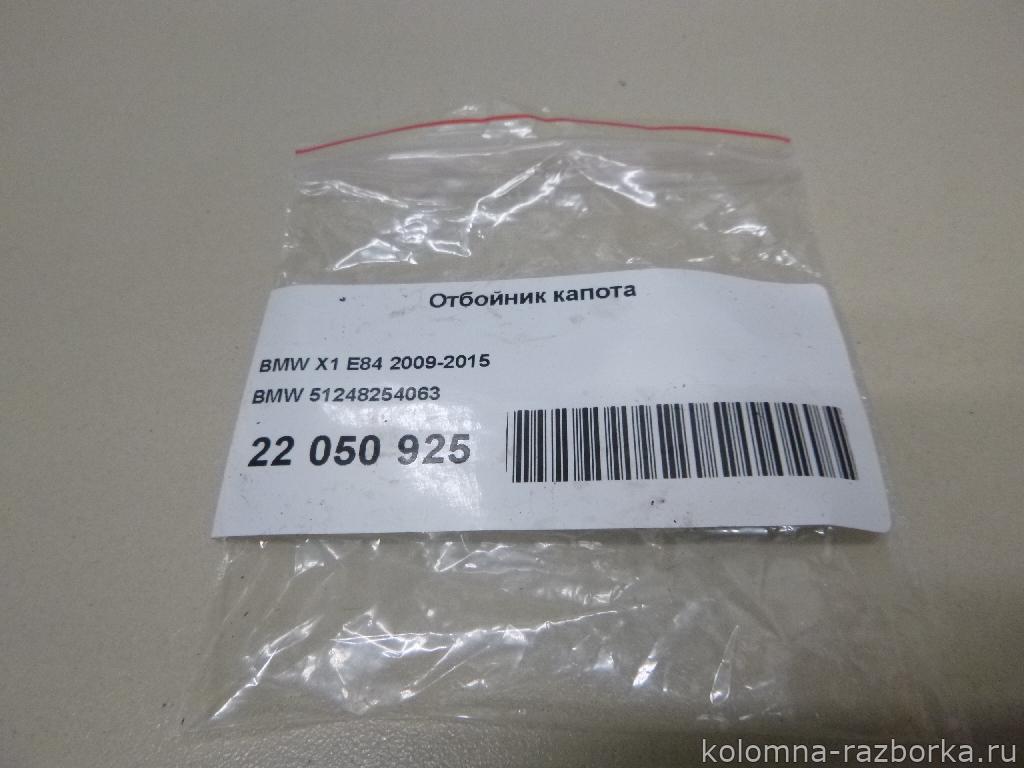 Отбойник капота
BMW X1 E84 2009-2015
BMW 51248254063
22 050 925
kolomna-razborka.ru